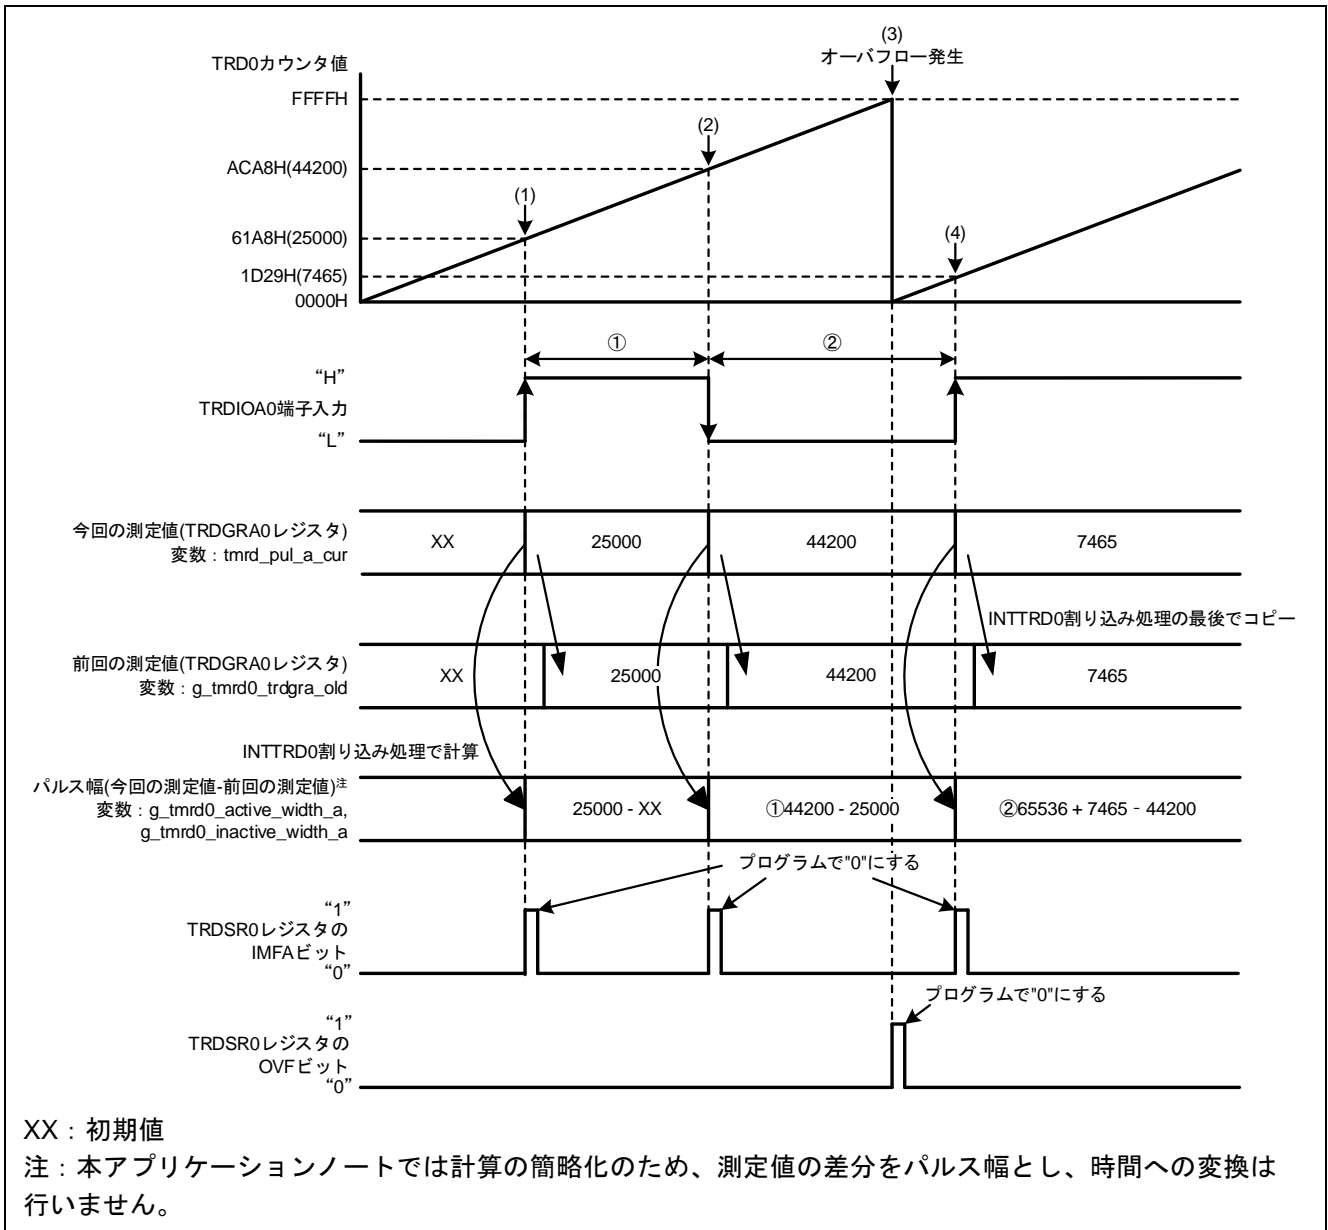 (3)
オーバフロー発生
TRD0カウンタ値
FFFFH
(2)
ACA8H(44200)
(1)
61A8H(25000)
(4)
1D29H(7465)
0000H
①
②
“H”
TRDIOA0端子入力
“L”
今回の測定値(TRDGRA0レジスタ)
変数：tmrd_pul_a_cur
XX
25000
44200
7465
INTTRD0割り込み処理の最後でコピー
前回の測定値(TRDGRA0レジスタ)
変数：g_tmrd0_trdgra_old
XX
25000
44200
7465
INTTRD0割り込み処理で計算
パルス幅(今回の測定値-前回の測定値)注
変数：g_tmrd0_active_width_a,
g_tmrd0_inactive_width_a
25000 - XX
①44200 - 25000
②65536 + 7465 - 44200
プログラムで"0"にする
“1”
TRDSR0レジスタの
IMFAビット
“0”
プログラムで"0"にする
“1”
TRDSR0レジスタの
OVFビット
“0”
XX：初期値
注：本アプリケーションノートでは計算の簡略化のため、測定値の差分をパルス幅とし、時間への変換は
行いません。